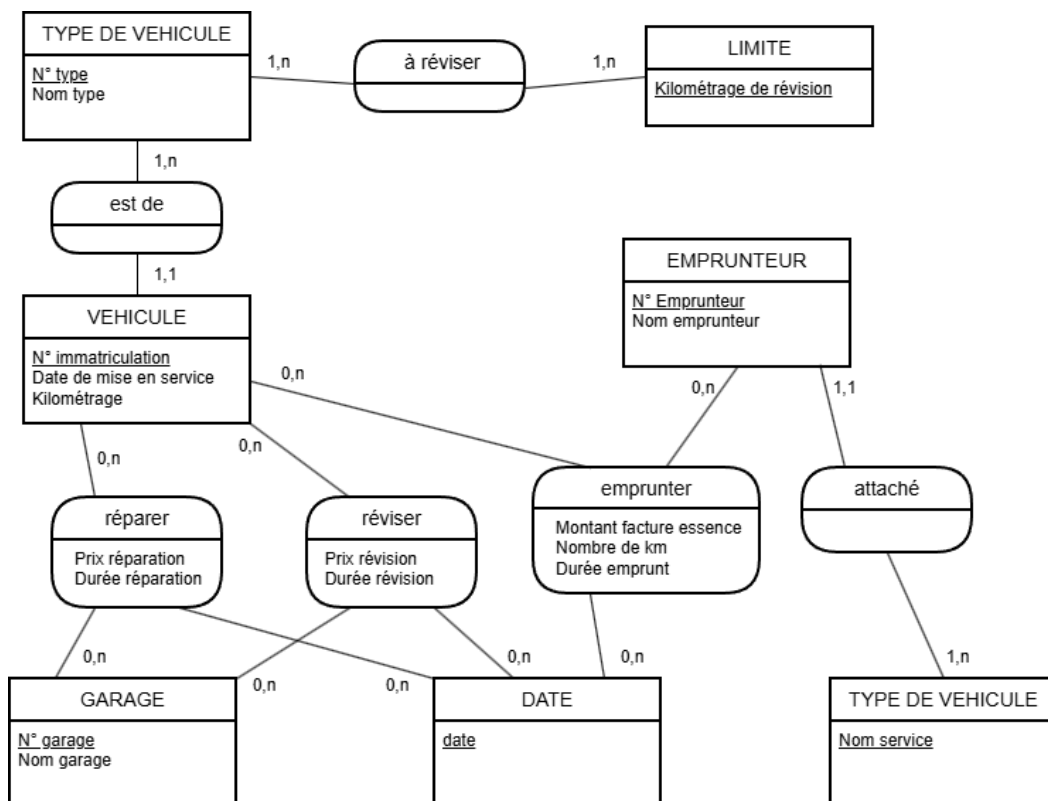 TYPE DE VEHICULE
N° type
Nom type
1,n
à réviser
1,n
LIMITE
Kilométrage de révision
1,n
est de
1,1
EMPRUNTEUR
N° Emprunteur
Nom emprunteur
VEHICULE
N° immatriculation
Date de mise en service
Kilométrage
0,n
0,n
1,1
0,n
0,n
réparer
Prix réparation
Durée réparation
réviser
Prix révision
Durée révision
emprunter
Montant facture essence
Nombre de km
Durée emprunt
attaché
0,n
0,n
0,n
0,n
0,n
1,n
GARAGE
N° garage
Nom garage
DATE
date
TYPE DE VEHICULE
Nom service